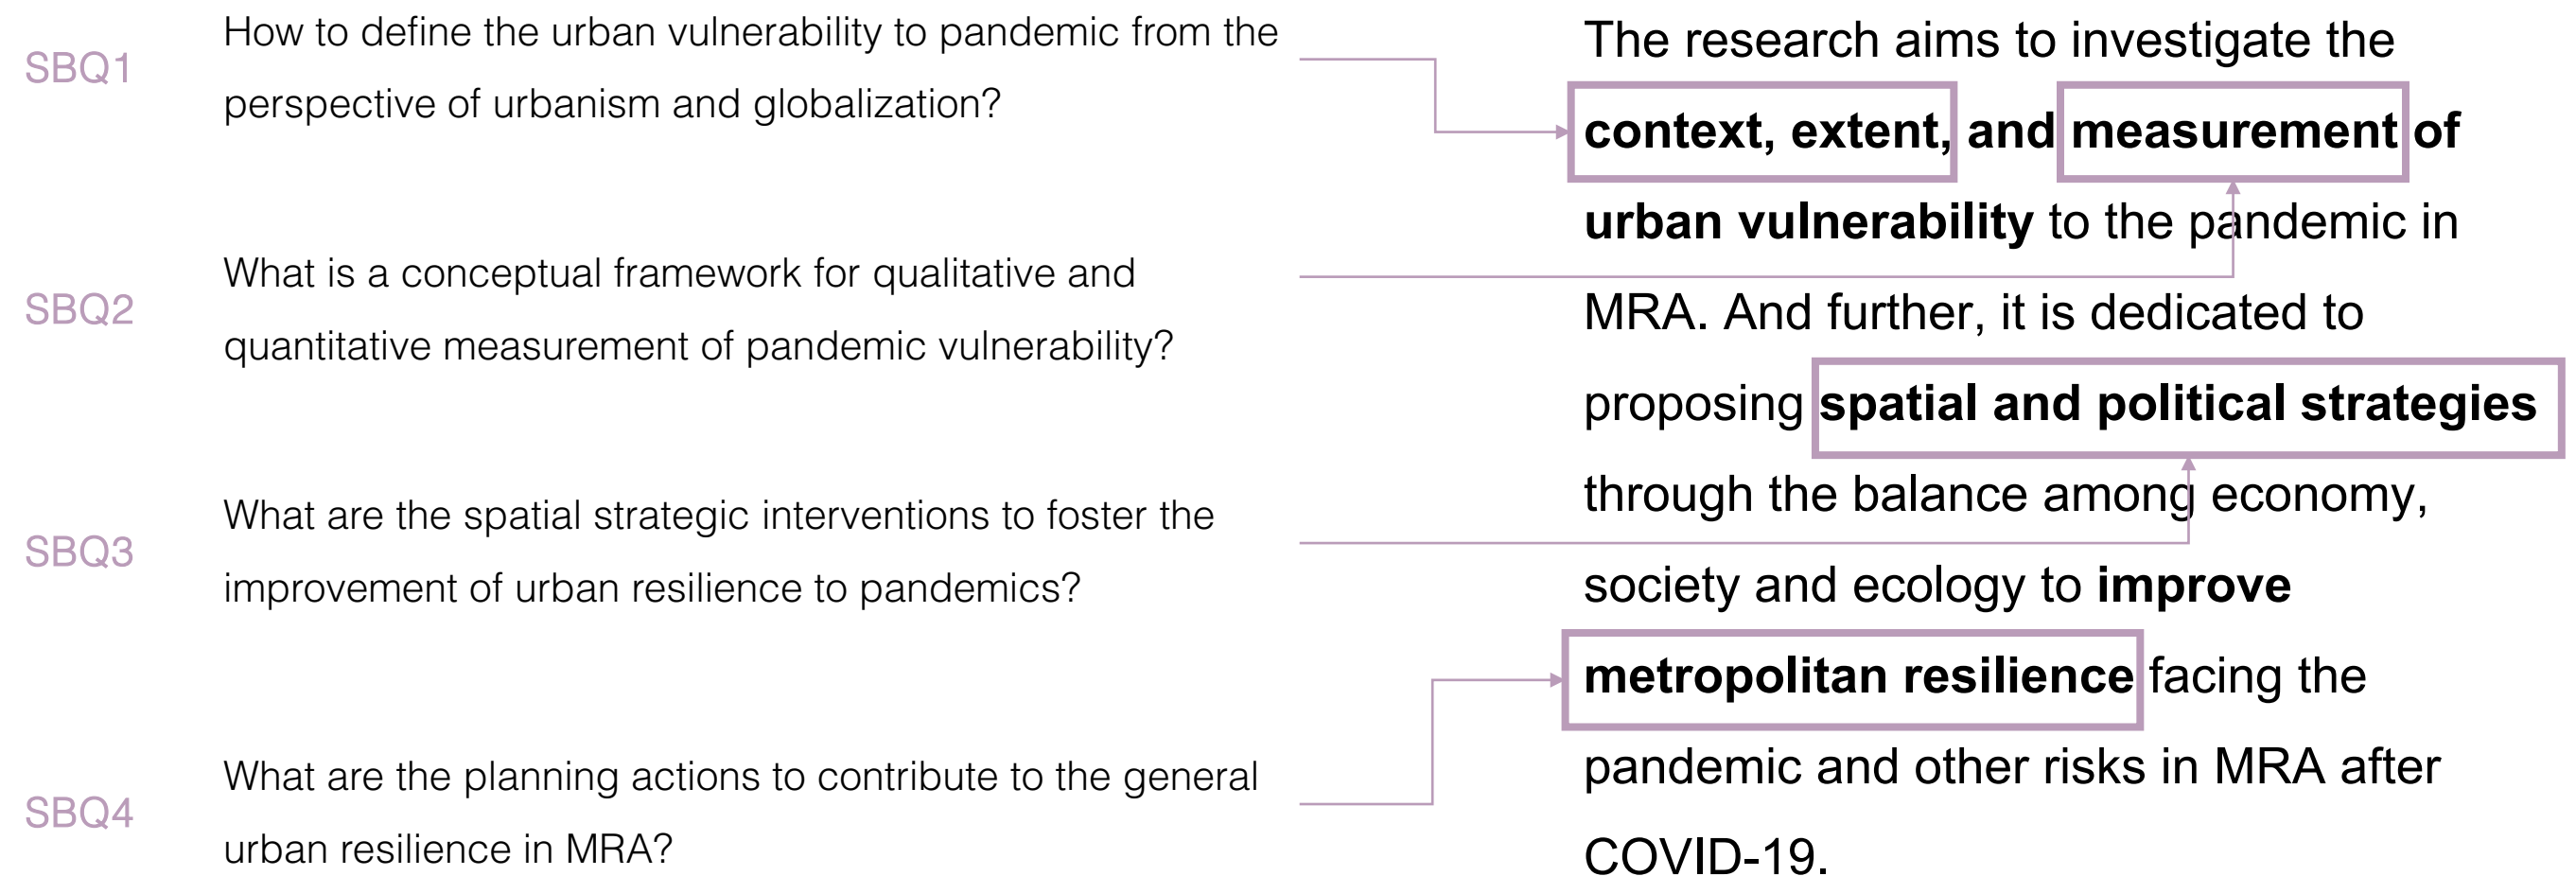 SBQ1
How to define the urban vulnerability to pandemic from the
perspective of urbanism and globalization?
SBQ2
What is a conceptual framework for qualitative and
quantitative measurement of pandemic vulnerability?
SBQ3
What are the spatial strategic interventions to foster the
improvement of urban resilience to pandemics?
SBQ4
What are the planning actions to contribute to the general
urban resilience in MRA?
The research aims to investigate the
context, extent, and measurement of
urban vulnerability to the pandemic in
MRA. And further, it is dedicated to
proposing spatial and political strategies
through the balance among economy,
society and ecology to improve
metropolitan resilience facing the
pandemic and other risks in MRA after
COVID-19.